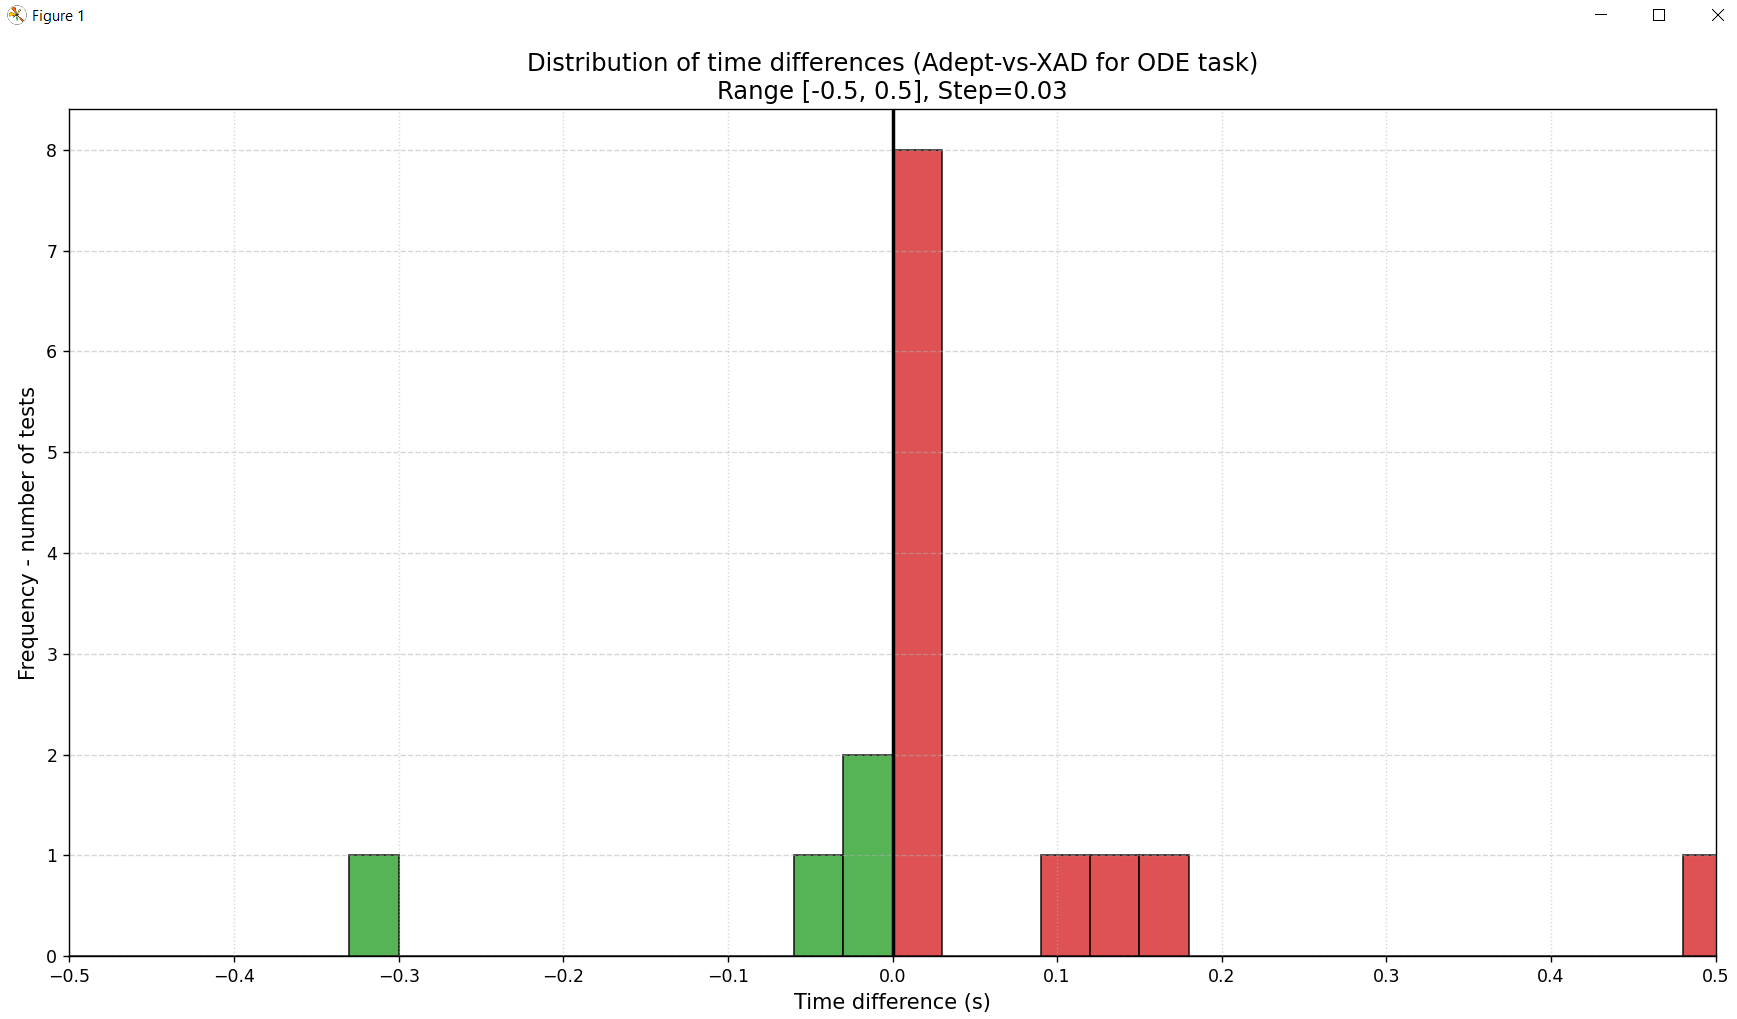 Figure 1
Distribution of time differences (Adept-vs-XAD for ODE task)
Range [-0.5, 0.5], Step=0.03
Frequency - number of tests
8
7
6
5
4
3
2
1
0
−0.5 −0.4 −0.3 −0.2 −0.1 0.0 0.1 0.2 0.3 0.4 0.5
Time difference (s)